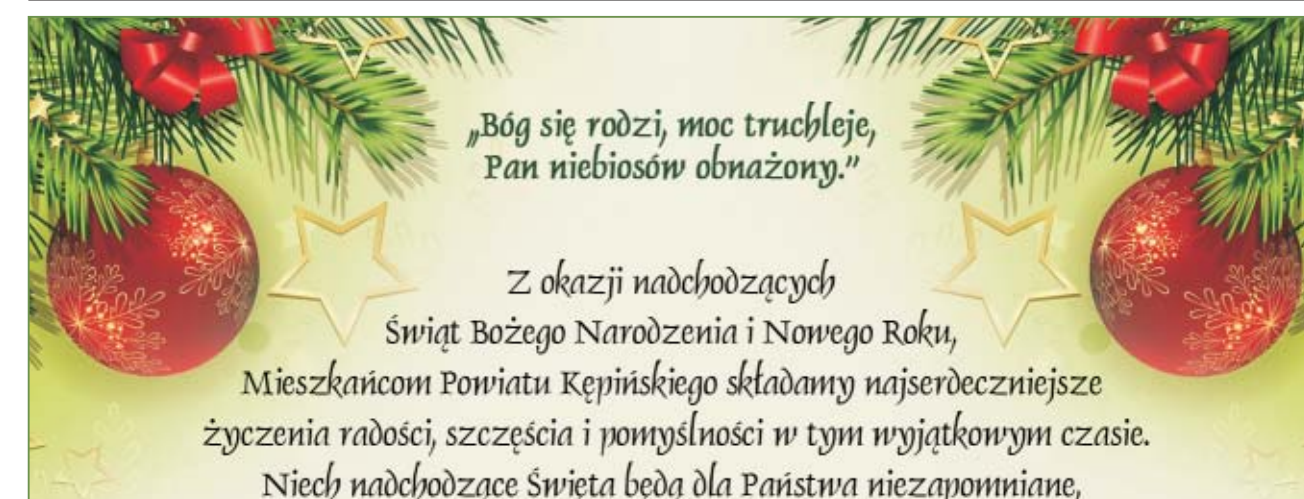 „Bóg się rodzi, moc truchleje,
Pan niebiosów obnażony.”
Z okazji nadchodzących
Świąt Bożego Narodzenia i Nowego Roku,
Mieszkańcom Powiatu Kępińskiego składamy najserdeczniejsze
życzenia radości, szczęścia i pomyślności w tym wyjątkowym czasie.
Niech nadchodzące Święta będą dla Państwa niezapomniane,